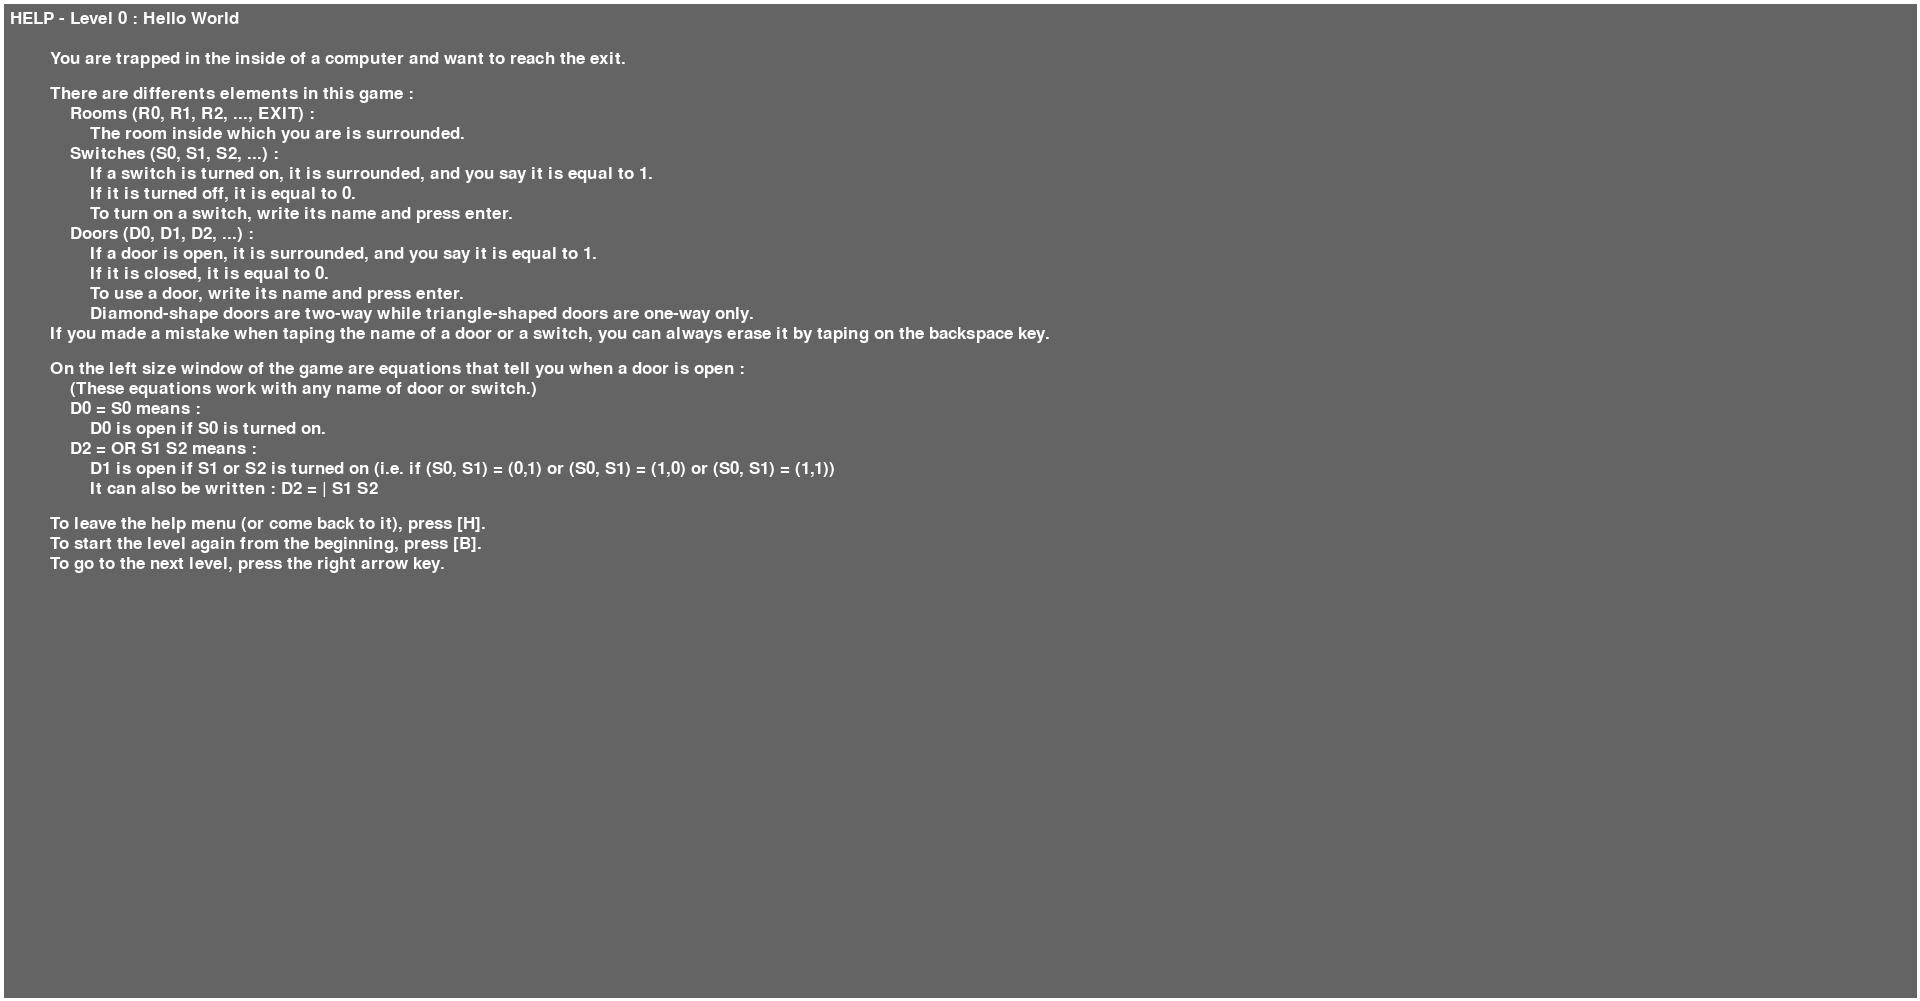 HELP - Level 0 : Hello World
You are trapped in the inside of a computer and want to reach the exit.
There are differents elements in this game :
Rooms (R0, R1, R2, ..., EXIT) :
The room inside which you are is surrounded.
Switches (S0, S1, S2, ...) :
If a switch is turned on, it is surrounded, and you say it is equal to 1.
If it is turned off, it is equal to 0.
To turn on a switch, write its name and press enter.
Doors (D0, D1, D2, ...) :
If a door is open, it is surrounded, and you say it is equal to 1.
If it is closed, it is equal to 0.
To use a door, write its name and press enter.
Diamond-shape doors are two-way while triangle-shaped doors are one-way only.
If you made a mistake when taping the name of a door or a switch, you can always erase it by taping on the backspace key.
On the left size window of the game are equations that tell you when a door is open :
(These equations work with any name of door or switch.)
D0 = S0 means :
D0 is open if S0 is turned on.
D2 = OR S1 S2 means :
D1 is open if S1 or S2 is turned on (i.e. if (S0, S1) = (0,1) or (S0, S1) = (1,0) or (S0, S1) = (1,1))
It can also be written : D2 = | S1 S2
To leave the help menu (or come back to it), press [H].
To start the level again from the beginning, press [B].
To go to the next level, press the right arrow key.